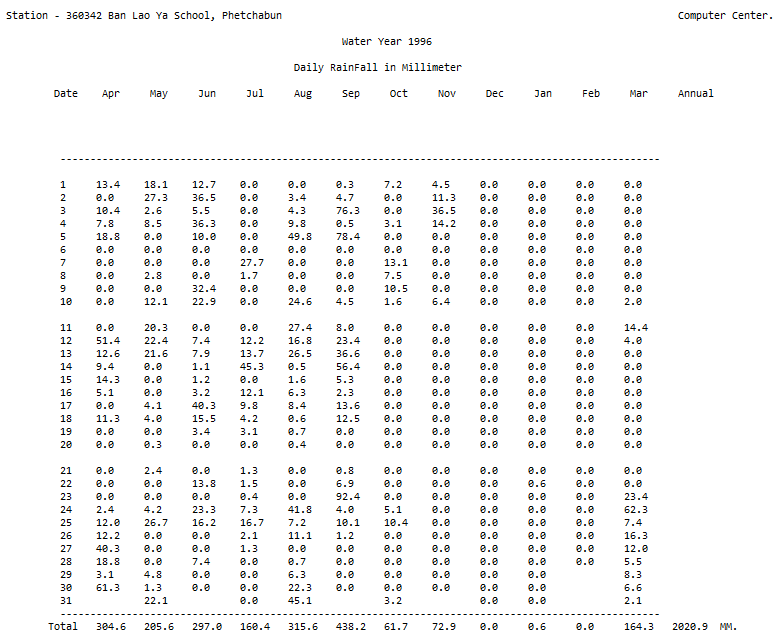 Station - 360342 Ban Lao Ya School, Phetchabun Computer Center.
Water Year 1996
Daily RainFall in Millimeter
Date Apr May Jun Jul Aug Sep Oct Nov Dec Jan Feb Mar Annual
--------------------------------------------------------------------------------------------
1 13.4 18.1 12.7 0.0 0.0 0.3 7.2 4.5 0.0 0.0 0.0 0.0
2 0.0 27.3 36.5 0.0 3.4 4.7 0.0 11.3 0.0 0.0 0.0 0.0
3 10.4 2.6 5.5 0.0 4.3 76.3 0.0 36.5 0.0 0.0 0.0 0.0
4 7.8 8.5 36.3 0.0 9.8 0.5 3.1 14.2 0.0 0.0 0.0 0.0
5 18.8 0.0 10.0 0.0 49.8 78.4 0.0 0.0 0.0 0.0 0.0 0.0
6 0.0 0.0 0.0 0.0 0.0 0.0 0.0 0.0 0.0 0.0 0.0 0.0
7 0.0 0.0 0.0 27.7 0.0 0.0 13.1 0.0 0.0 0.0 0.0 0.0
8 0.0 2.8 0.0 1.7 0.0 0.0 7.5 0.0 0.0 0.0 0.0 0.0
9 0.0 0.0 32.4 0.0 0.0 0.0 10.5 0.0 0.0 0.0 0.0 0.0
10 0.0 12.1 22.9 0.0 24.6 4.5 1.6 6.4 0.0 0.0 0.0 2.0
11 0.0 20.3 0.0 0.0 27.4 8.0 0.0 0.0 0.0 0.0 0.0 14.4
12 51.4 22.4 7.4 12.2 16.8 23.4 0.0 0.0 0.0 0.0 0.0 4.0
13 12.6 21.6 7.9 13.7 26.5 36.6 0.0 0.0 0.0 0.0 0.0 0.0
14 9.4 0.0 1.1 45.3 0.5 56.4 0.0 0.0 0.0 0.0 0.0 0.0
15 14.3 0.0 1.2 0.0 1.6 5.3 0.0 0.0 0.0 0.0 0.0 0.0
16 5.1 0.0 3.2 12.1 6.3 2.3 0.0 0.0 0.0 0.0 0.0 0.0
17 0.0 4.1 40.3 9.8 8.4 13.6 0.0 0.0 0.0 0.0 0.0 0.0
18 11.3 4.0 15.5 4.2 0.6 12.5 0.0 0.0 0.0 0.0 0.0 0.0
19 0.0 0.0 3.4 3.1 0.7 0.0 0.0 0.0 0.0 0.0 0.0 0.0
20 0.0 0.3 0.0 0.0 0.4 0.0 0.0 0.0 0.0 0.0 0.0 0.0
21 0.0 2.4 0.0 1.3 0.0 0.8 0.0 0.0 0.0 0.0 0.0 0.0
22 0.0 0.0 13.8 1.5 0.0 6.9 0.0 0.0 0.0 0.6 0.0 0.0
23 0.0 0.0 0.0 0.4 0.0 92.4 0.0 0.0 0.0 0.0 0.0 23.4
24 2.4 4.2 23.3 7.3 41.8 4.0 5.1 0.0 0.0 0.0 0.0 62.3
25 12.0 26.7 16.2 16.7 7.2 10.1 10.4 0.0 0.0 0.0 0.0 7.4
26 12.2 0.0 0.0 2.1 11.1 1.2 0.0 0.0 0.0 0.0 0.0 16.3
27 40.3 0.0 0.0 1.3 0.0 0.0 0.0 0.0 0.0 0.0 0.0 12.0
28 18.8 0.0 7.4 0.0 0.7 0.0 0.0 0.0 0.0 0.0 0.0 5.5
29 3.1 4.8 0.0 0.0 6.3 0.0 0.0 0.0 0.0 0.0 8.3
30 61.3 1.3 0.0 0.0 22.3 0.0 0.0 0.0 0.0 0.0 6.6
31 22.1 0.0 45.1 3.2 0.0 0.0 2.1
--------------------------------------------------------------------------------------------
Total 304.6 205.6 297.0 160.4 315.6 438.2 61.7 72.9 0.0 0.6 0.0 164.3 2020.9 MM.